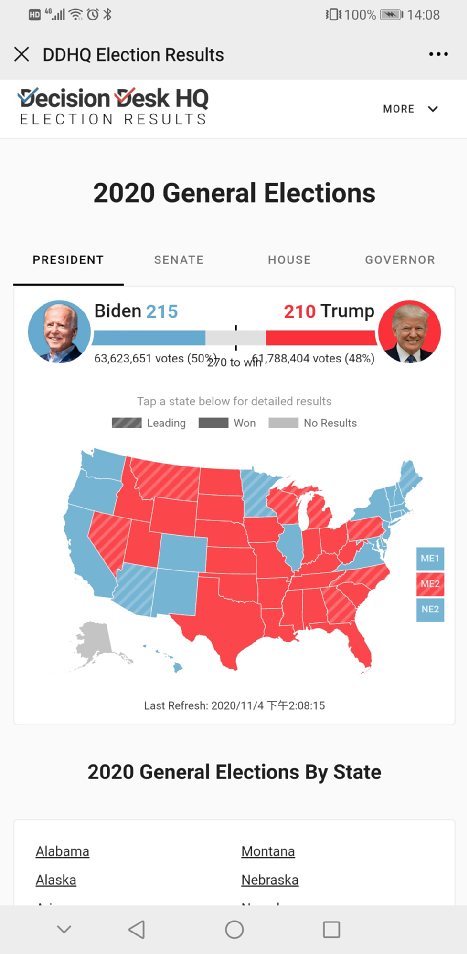 HD 4G 100% 14:08
DDHQ Election Results
Decision Desk HQ
ELECTION RESULTS
MORE
2020 General Elections
PRESIDENT SENATE HOUSE GOVERNOR
Biden 215 210 Trump
63,623,651 votes (50%) 270 to win 61,788,404 votes (48%)
Tap a state below for detailed results
Leading Won No Results
ME1
ME2
NE2
Last Refresh: 2020/11/4 下午2:08:15
2020 General Elections By State
Alabama Montana
Alaska Nebraska